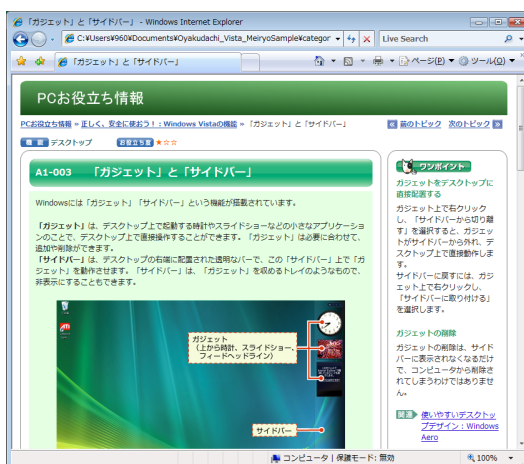 「ガジェット」と「サイドバー」 - Windows Internet Explorer
C:¥Users¥960¥Documents¥Oyakudachi_Vista_MeiryoSample¥categor
Live Search
「ガジェット」と「サイドバー」
ページ(P) ツール(O)
PCお役立ち情報
PCお役立ち情報 » 正しく、安全に使おう！：Windows Vistaの機能 » 「ガジェット」と「サイドバー」
前のトピック 次のトピック
機 能 デスクトップ お役立ち度 ★☆☆
A1-003 「ガジェット」と「サイドバー」
Windowsには「ガジェット」「サイドバー」という機能が搭載されています。
「ガジェット」は、デスクトップ上で起動する時計やスライドショーなどの小さなアプリケーショ
ンのことで、デスクトップ上で直接操作することができます。「ガジェット」は必要に合わせて、
追加や削除ができます。
「サイドバー」は、デスクトップの右端に配置された透明なバーで、この「サイドバー」上で「ガ
ジェット」を動作させます。「サイドバー」は、「ガジェット」を収めるトレイのようなもので、
非表示にすることもできます。
ガジェット
（上から時計、スライドショー、
フィードヘッドライン）
サイドバー
ワンポイント
ガジェットをデスクトップに
直接配置する
ガジェット上で右クリック
し、「サイドバーから切り離
す」を選択すると、ガジェッ
トがサイドバーから外れ、デ
スクトップ上で直接動作しま
す。
サイドバーに戻すには、ガジ
ェット上で右クリックし、
「サイドバーに取り付ける」
を選択します。
ガジェットの削除
ガジェットの削除は、サイド
バーに表示されなくなるだけ
で、コンピュータから削除さ
れてしまうわけではありませ
ん。
関連 使いやすいデスクトッ
プデザイン：Windows
Aero
コンピュータ | 保護モード: 無効
100%